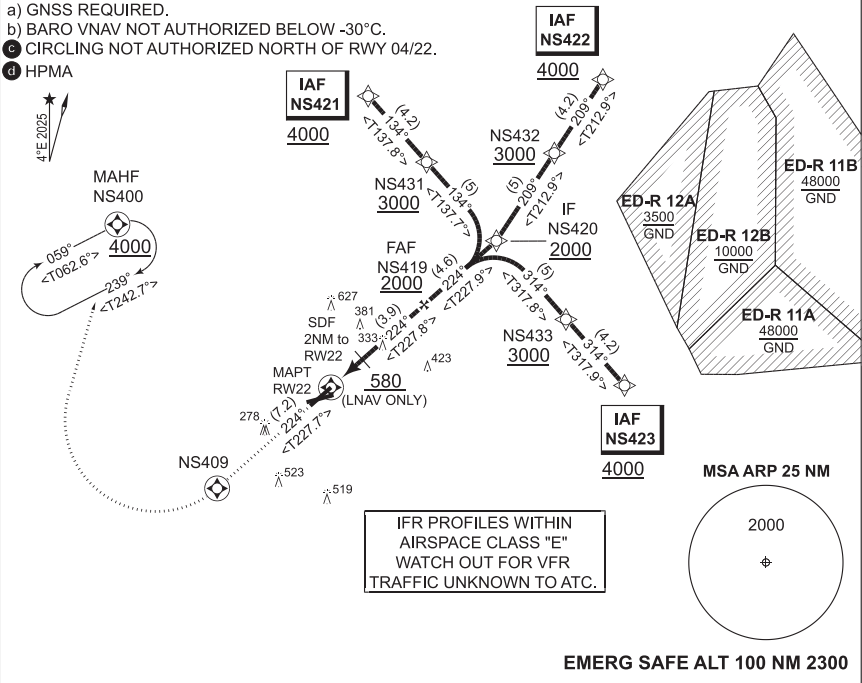 a) GNSS REQUIRED.
b) BARO VNAV NOT AUTHORIZED BELOW -30°C.
c CIRCLING NOT AUTHORIZED NORTH OF RWY 04/22.
d HPMA
4°E 2025
IAF
NS421
4000
IAF
NS422
4000
(4.2)
134°
<T137.8°>
(4.2)
209°
<T212.9°>
NS432
3000
NS431
3000
(5)
134°
<T137.7°>
(5)
209°
<T212.9°>
MAHF
NS400
4000
059°
<T062.6°>
239°
<T242.7°>
IF
NS420
2000
FAF
NS419
2000
(4.6)
224°
<T227.9°>
(5)
314°
<T317.8°>
NS433
3000
(4.2)
314°
<T317.9°>
IAF
NS423
4000
627
381
333
423
SDF
2NM to
RW22
(3.9)
224°
<T227.8°>
580
(LNAV ONLY)
MAPT
RW22
278
(7.2)
224°
<T227.7°>
NS409
523
519
ED-R 11B
48000
GND
ED-R 12A
3500
GND
ED-R 12B
10000
GND
ED-R 11A
48000
GND
IFR PROFILES WITHIN
AIRSPACE CLASS "E"
WATCH OUT FOR VFR
TRAFFIC UNKNOWN TO ATC.
MSA ARP 25 NM
2000
EMERG SAFE ALT 100 NM 2300